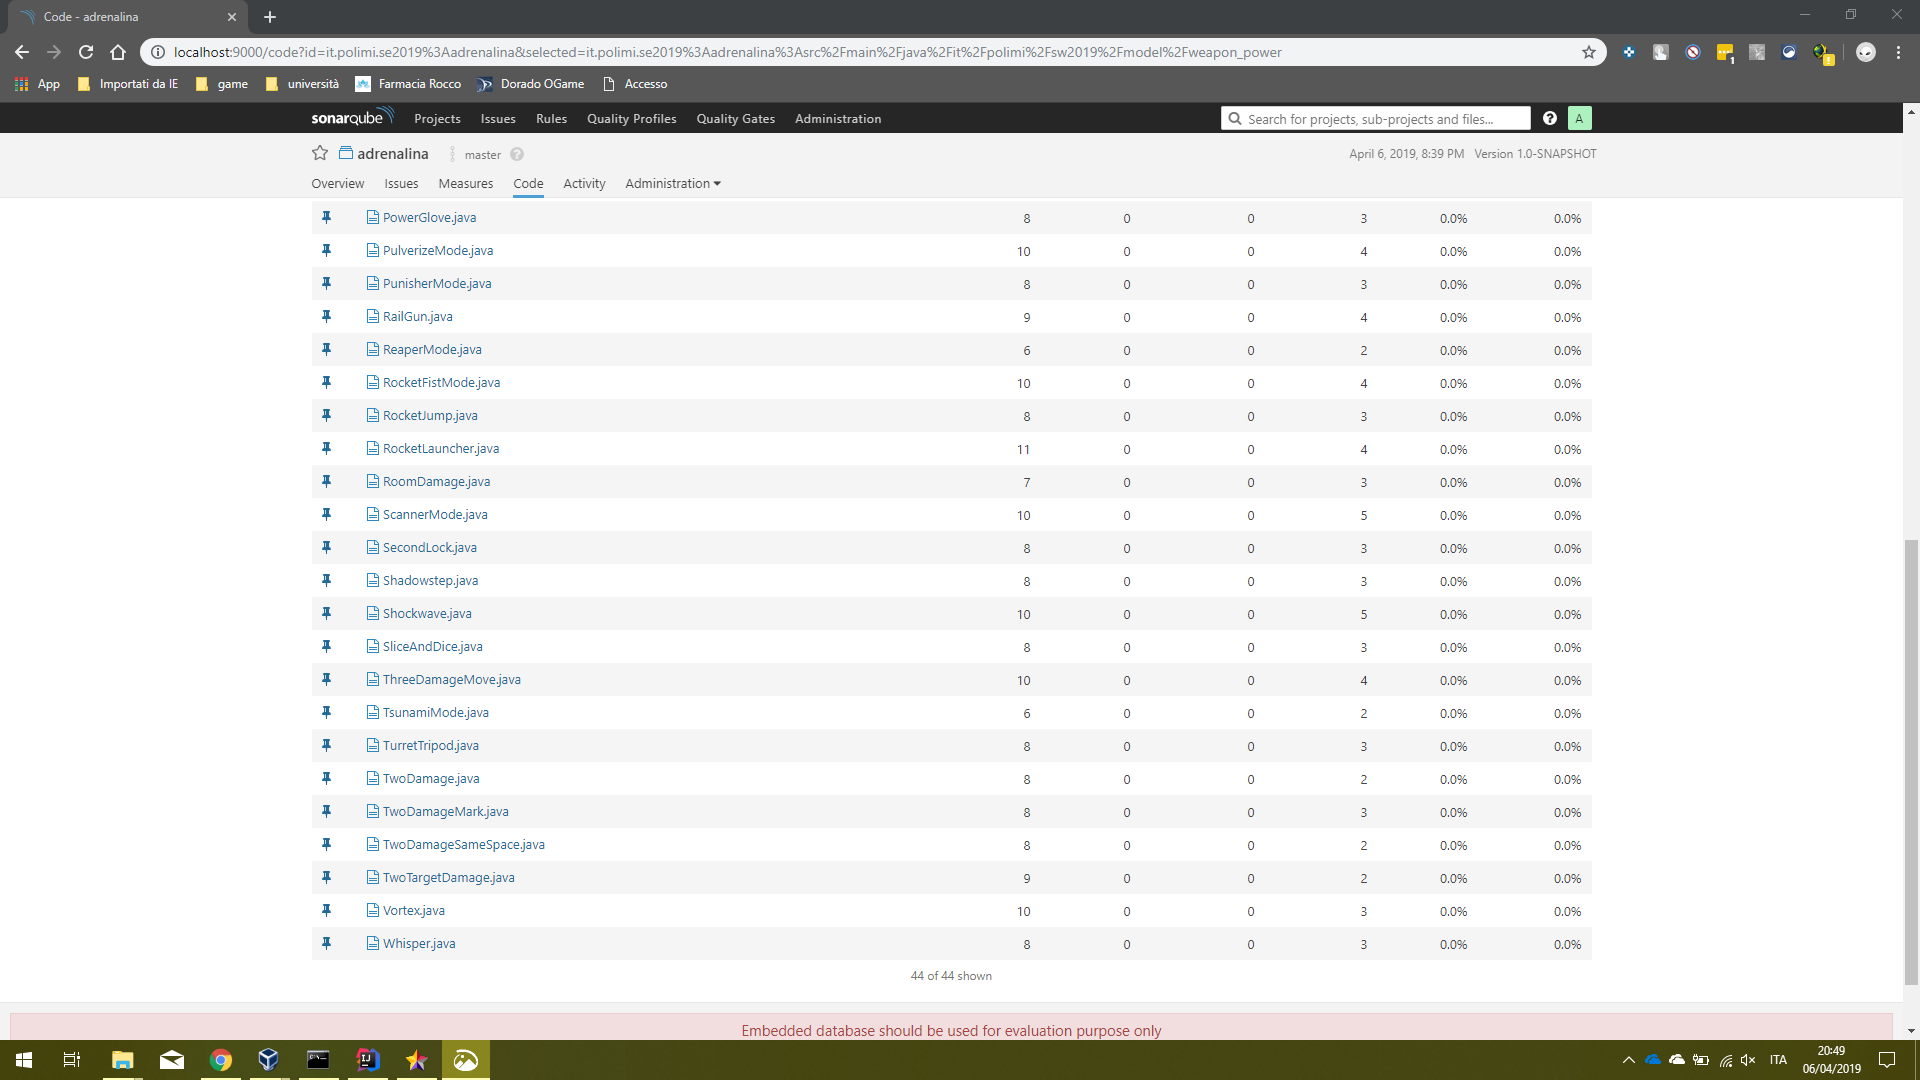 Code - adrenalina
localhost:9000/code?id=it.polimi.se2019%3Aadrenalina&selected=it.polimi.se2019%3Aadrenalina%3Asrc%2Fmain%2Fjava%2Fit%2Fpolimi%2Fsw2019%2Fmodel%2Fweapon_power
App Importati da IE game università Farmacia Rocco Dorado OGame Accesso
sonarqube Projects Issues Rules Quality Profiles Quality Gates Administration Search for projects, sub-projects and files... ? A
adrenalina master ? April 6, 2019, 8:39 PM Version 1.0-SNAPSHOT
Overview Issues Measures Code Activity Administration
PowerGlove.java 8 0 0 3 0.0% 0.0%
PulverizeMode.java 10 0 0 4 0.0% 0.0%
PunisherMode.java 8 0 0 3 0.0% 0.0%
RailGun.java 9 0 0 4 0.0% 0.0%
ReaperMode.java 6 0 0 2 0.0% 0.0%
RocketFistMode.java 10 0 0 4 0.0% 0.0%
RocketJump.java 8 0 0 3 0.0% 0.0%
RocketLauncher.java 11 0 0 4 0.0% 0.0%
RoomDamage.java 7 0 0 3 0.0% 0.0%
ScannerMode.java 10 0 0 5 0.0% 0.0%
SecondLock.java 8 0 0 3 0.0% 0.0%
Shadowstep.java 8 0 0 3 0.0% 0.0%
Shockwave.java 10 0 0 5 0.0% 0.0%
SliceAndDice.java 8 0 0 3 0.0% 0.0%
ThreeDamageMove.java 10 0 0 4 0.0% 0.0%
TsunamiMode.java 6 0 0 2 0.0% 0.0%
TurretTripod.java 8 0 0 3 0.0% 0.0%
TwoDamage.java 8 0 0 2 0.0% 0.0%
TwoDamageMark.java 8 0 0 3 0.0% 0.0%
TwoDamageSameSpace.java 8 0 0 2 0.0% 0.0%
TwoTargetDamage.java 9 0 0 2 0.0% 0.0%
Vortex.java 10 0 0 3 0.0% 0.0%
Whisper.java 8 0 0 3 0.0% 0.0%
44 of 44 shown
Embedded database should be used for evaluation purpose only
ITA 20:49
06/04/2019